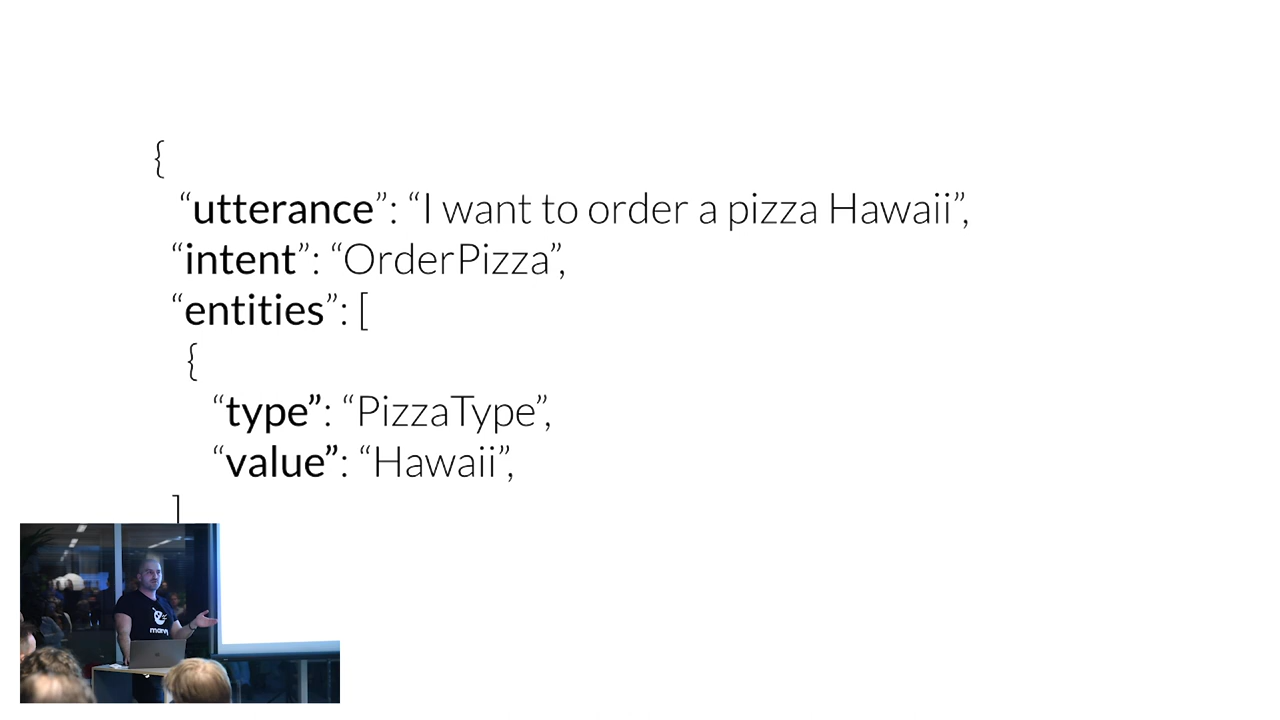 {
“utterance”: “I want to order a pizza Hawaii”,
“intent”: “OrderPizza”,
“entities”: [
{
“type”: “PizzaType”,
“value”: “Hawaii”,
]